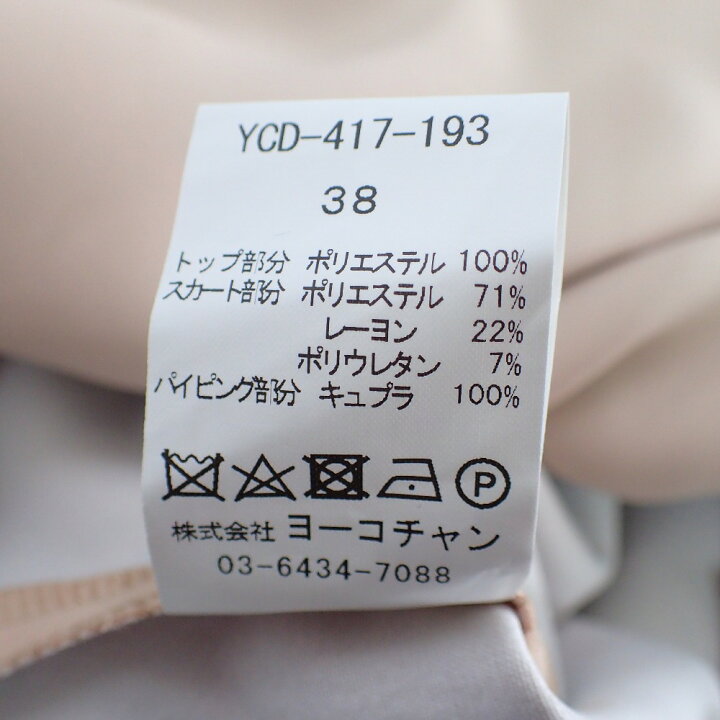 YCD-417-193
38
トップ部分 ポリエステル 100%
スカート部分 ポリエステル 71%
レーヨン 22%
ポリウレタン 7%
パイピング部分 キュプラ 100%
P
株式会社 ヨーコチャン
03-6434-7088